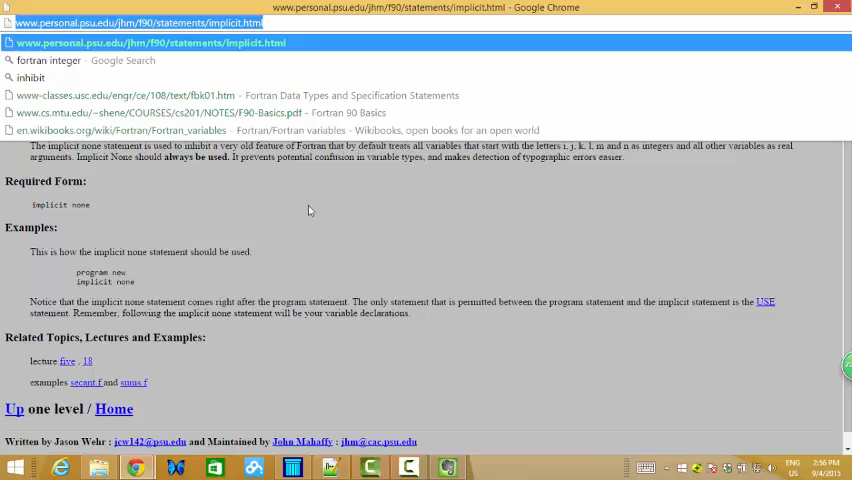 www.personal.psu.edu/jhm/f90/statements/implicit.html - Google Chrome
www.personal.psu.edu/jhm/f90/statements/implicit.html
www.personal.psu.edu/jhm/f90/statements/implicit.html
fortran integer - Google Search
inhibit
www-classes.usc.edu/engr/ce/108/text/fbk01.htm - Fortran Data Types and Specification Statements
www.cs.mtu.edu/~shene/COURSES/cs201/NOTES/F90-Basics.pdf - Fortran 90 Basics
en.wikibooks.org/wiki/Fortran/Fortran_variables - Fortran/Fortran variables - Wikibooks, open books for an open world
The implicit none statement is used to inhibit a very old feature of Fortran that by default treats all variables that start with the letters i, j, k, l, m and n as integers and all other variables as real
arguments. Implicit None should always be used. It prevents potential confusion in variable types, and makes detection of typographic errors easier.
Required Form:
implicit none
Examples:
This is how the implicit none statement should be used.
program new
implicit none
Notice that the implicit none statement comes right after the program statement. The only statement that is permitted between the program statement and the implicit statement is the USE
statement. Remember, following the implicit none statement will be your variable declarations.
Related Topics, Lectures and Examples:
lecture five , 18
examples secant.f and sums.f
Up one level / Home
Written by Jason Wehr : jcw142@psu.edu and Maintained by John Mahaffy : jhm@cac.psu.edu
ENG 2:56 PM
US 9/4/2015